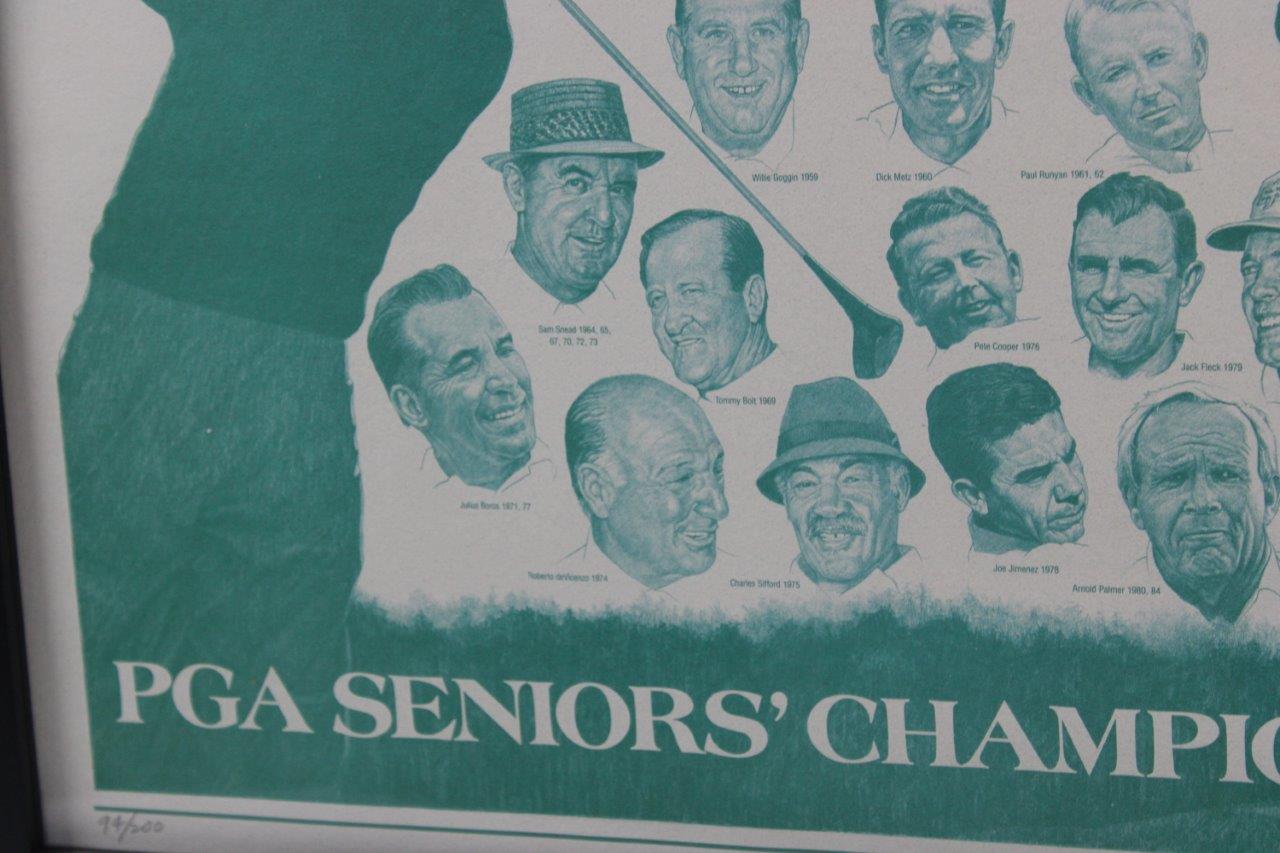 Willie Goggin 1959
Dick Metz 1960
Paul Runyan 1961, 62
Sam Snead 1964, 65,
67, 70, 72, 73
Tommy Bolt 1969
Pete Cooper 1976
Jack Fleck 1979
Julius Boros 1971, 77
Roberto deVicenzo 1974
Charles Sifford 1975
Joe Jimenez 1978
Arnold Palmer 1980, 84
PGA SENIORS' CHAMPIO
94/200